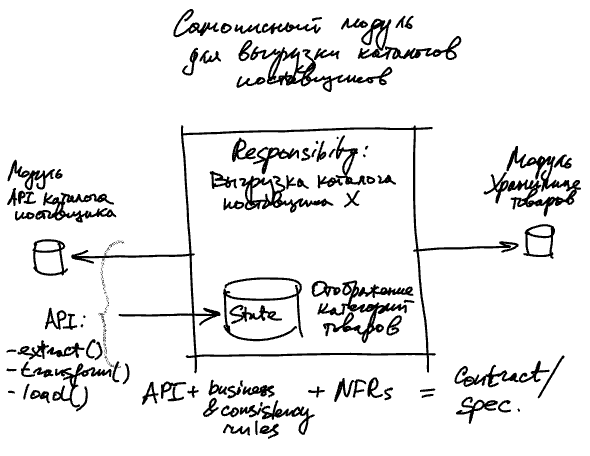 Самописный модуль
для выгрузки каталогов
поставщиков
Модуль
API каталога
поставщика
Responsibility:
Выгрузка каталога
поставщика X
Модуль
Хранилище
товаров
State
Отображение
категорий
товаров
API:
-extract()
-transform()
-load()
API + business
& consistency
rules
+ NFRs = contract/
spec.